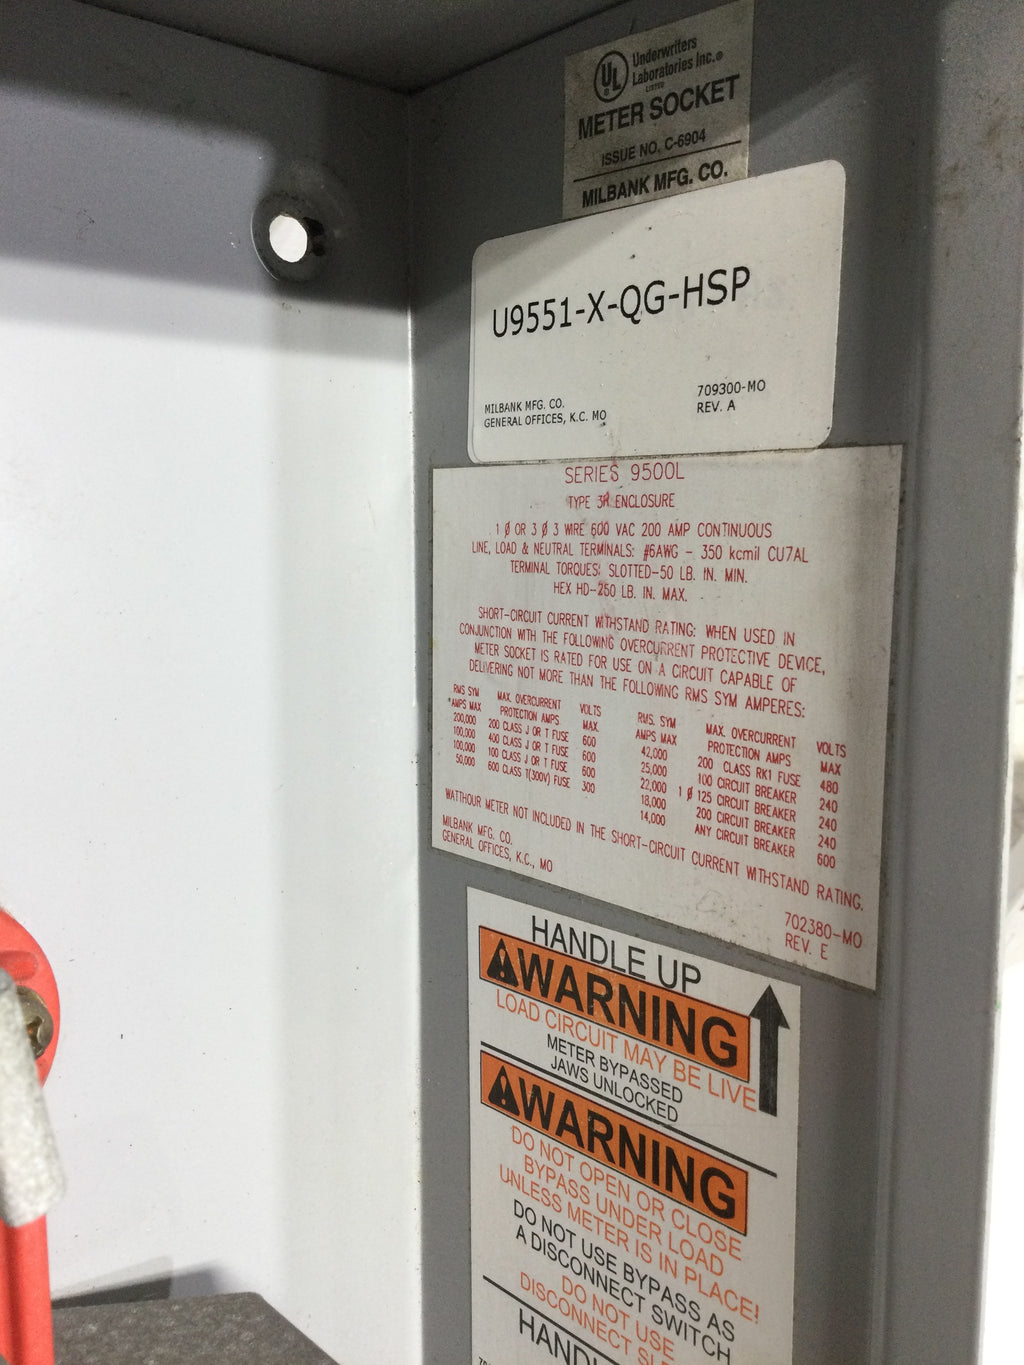 UL
Underwriters
Laboratories Inc.®
LISTED
METER SOCKET
ISSUE NO. C-6904
MILBANK MFG. CO.
U9551-X-QG-HSP
MILBANK MFG. CO.
GENERAL OFFICES, K.C. MO
709300-MO
REV. A
SERIES 9500L
TYPE 3R ENCLOSURE
1 Ø OR 3 Ø 3 WIRE 600 VAC 200 AMP CONTINUOUS
LINE, LOAD & NEUTRAL TERMINALS: #6AWG - 350 kcmil CU7AL
TERMINAL TORQUES: SLOTTED-50 LB. IN. MIN.
HEX HD-250 LB. IN. MAX.
SHORT-CIRCUIT CURRENT WITHSTAND RATING: WHEN USED IN
CONJUNCTION WITH THE FOLLOWING OVERCURRENT PROTECTIVE DEVICE,
METER SOCKET IS RATED FOR USE ON A CIRCUIT CAPABLE OF
DELIVERING NOT MORE THAN THE FOLLOWING RMS SYM AMPERES:
RMS SYM MAX. OVERCURRENT VOLTS
*AMPS MAX PROTECTION AMPS MAX.
200,000 200 CLASS J OR T FUSE 600
100,000 400 CLASS J OR T FUSE 600
100,000 100 CLASS J OR T FUSE 600
50,000 600 CLASS T(300V) FUSE 300
RMS. SYM MAX. OVERCURRENT VOLTS
AMPS MAX PROTECTION AMPS MAX
42,000 200 CLASS RK1 FUSE 480
25,000 100 CIRCUIT BREAKER 240
22,000 1 Ø 125 CIRCUIT BREAKER 240
18,000 200 CIRCUIT BREAKER 240
14,000 ANY CIRCUIT BREAKER 600
WATTHOUR METER NOT INCLUDED IN THE SHORT-CIRCUIT CURRENT WITHSTAND RATING.
MILBANK MFG. CO.
GENERAL OFFICES, K.C., MO
702380-MO
REV. E
HANDLE UP
WARNING
LOAD CIRCUIT MAY BE LIVE
METER BYPASSED
JAWS UNLOCKED
WARNING
DO NOT OPEN OR CLOSE
BYPASS UNDER LOAD
UNLESS METER IS IN PLACE!
DO NOT USE BYPASS AS
A DISCONNECT SWITCH
DO NOT USE
DISCONNECT